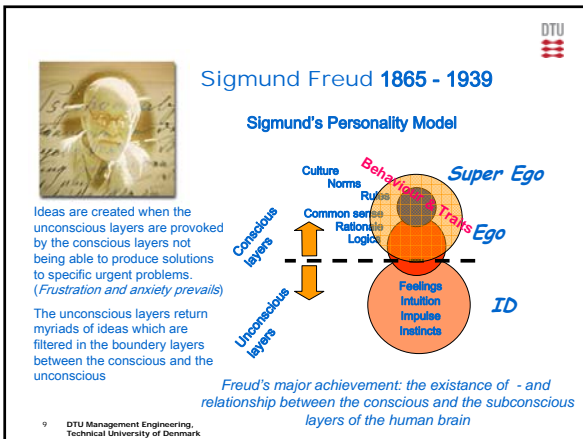 DTU
Sigmund Freud 1865 - 1939
Sigmund's Personality Model
Ideas are created when the
unconscious layers are provoked
by the conscious layers not
being able to produce solutions
to specific urgent problems.
(Frustration and anxiety prevails)
The unconscious layers return
myriads of ideas which are
filtered in the boundery layers
between the conscious and the
unconscious
Conscious
layers
Unconscious
layers
Culture
Norms
Rules
Common sense
Rationale
Logics
Behaviour & Traits
Super Ego
Ego
Feelings
Intuition
Impulse
Instincts
ID
Freud's major achievement: the existance of - and
relationship between the conscious and the subconscious
layers of the human brain
9 DTU Management Engineering,
Technical University of Denmark